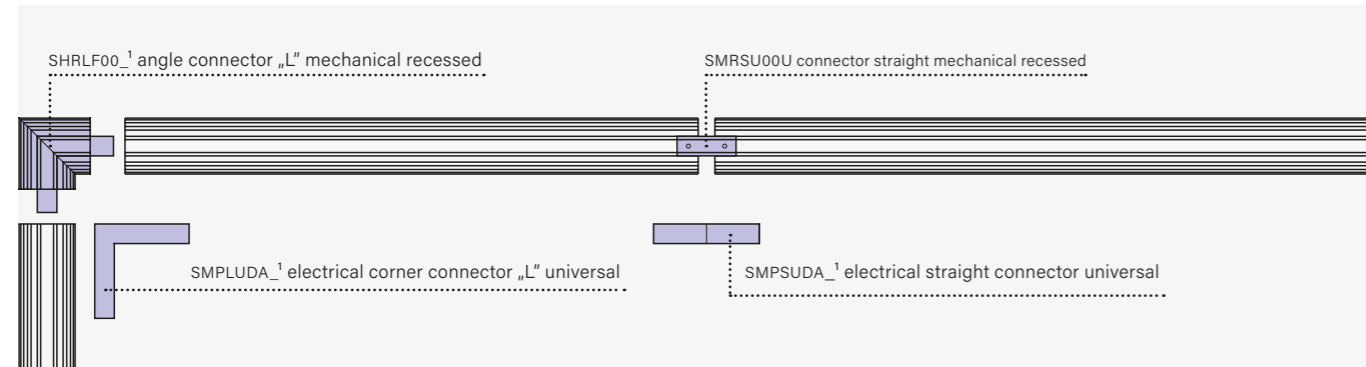 SHRLF00_¹ angle connector „L” mechanical recessed
SMRSU00U connector straight mechanical recessed
SMPLUDA_¹ electrical corner connector „L” universal
SMPSUDA_¹ electrical straight connector universal